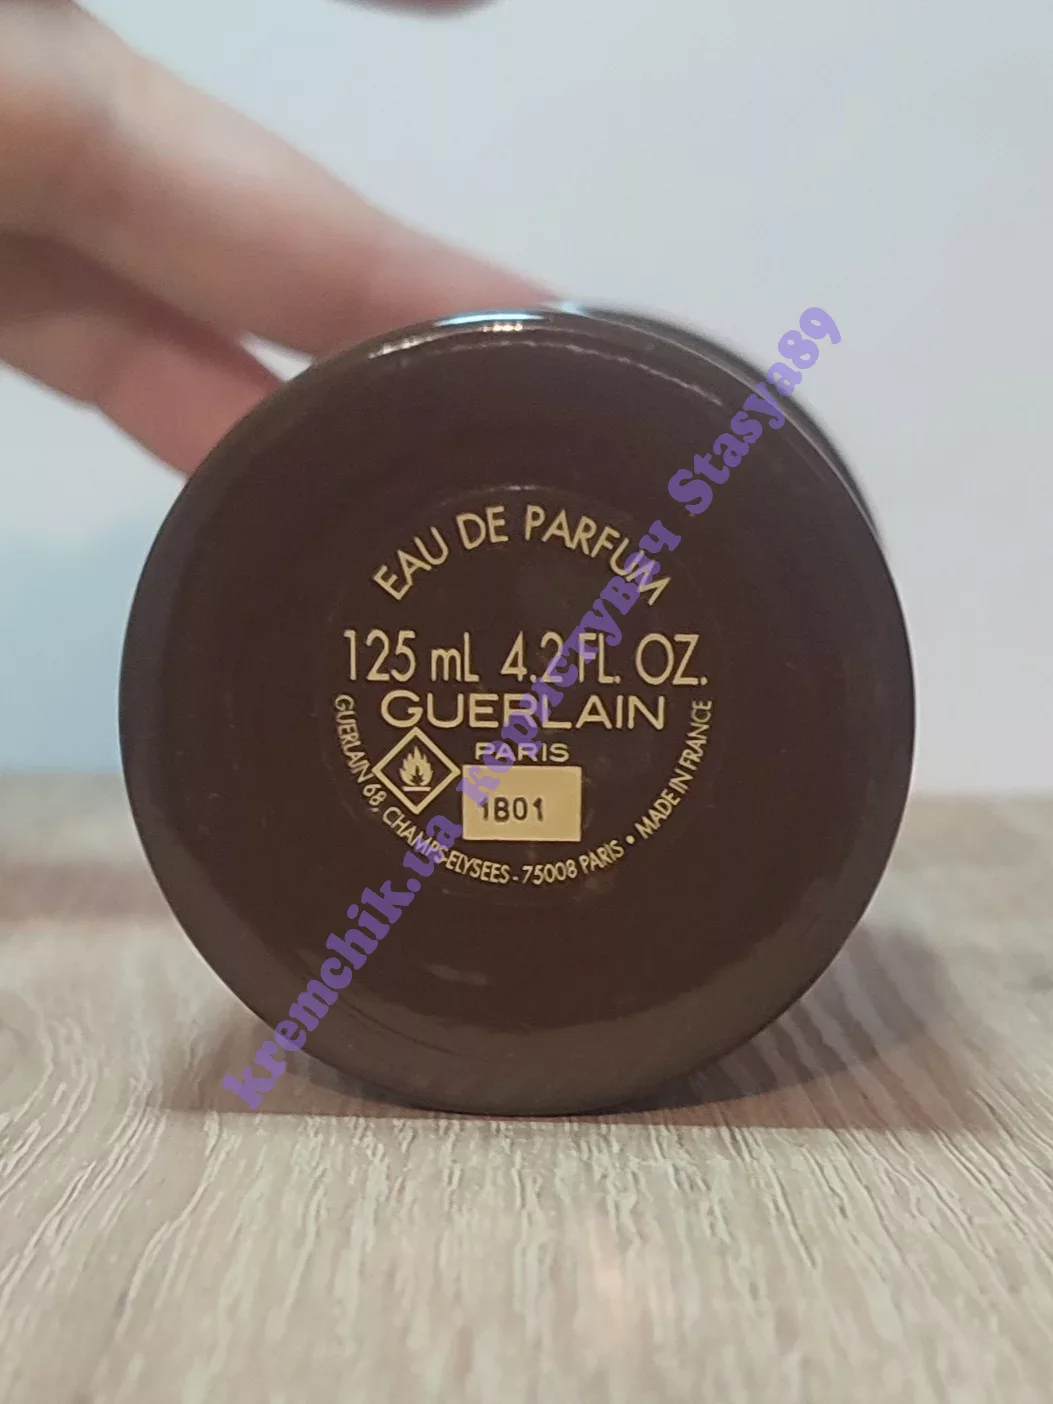 EAU DE PARFUM
125 mL 4.2 FL. OZ.
GUERLAIN
PARIS
1B01
GUERLAIN 68, CHAMPS-ELYSEES - 75008 PARIS • MADE IN FRANCE
kremchik.ua користувач Stasya89